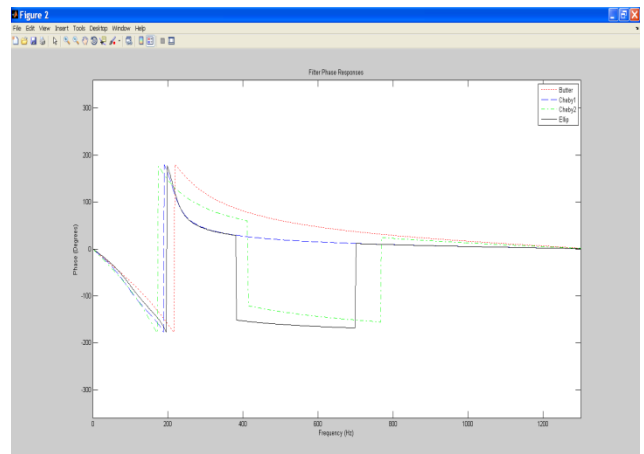 Figure 2
File Edit View Insert Tools Desktop Window Help
Filter Phase Responses
Butter
Cheby1
Cheby2
Ellip
300
200
100
0
-100
-200
-300
Phase (Degrees)
0 200 400 600 800 1000 1200
Frequency (Hz)